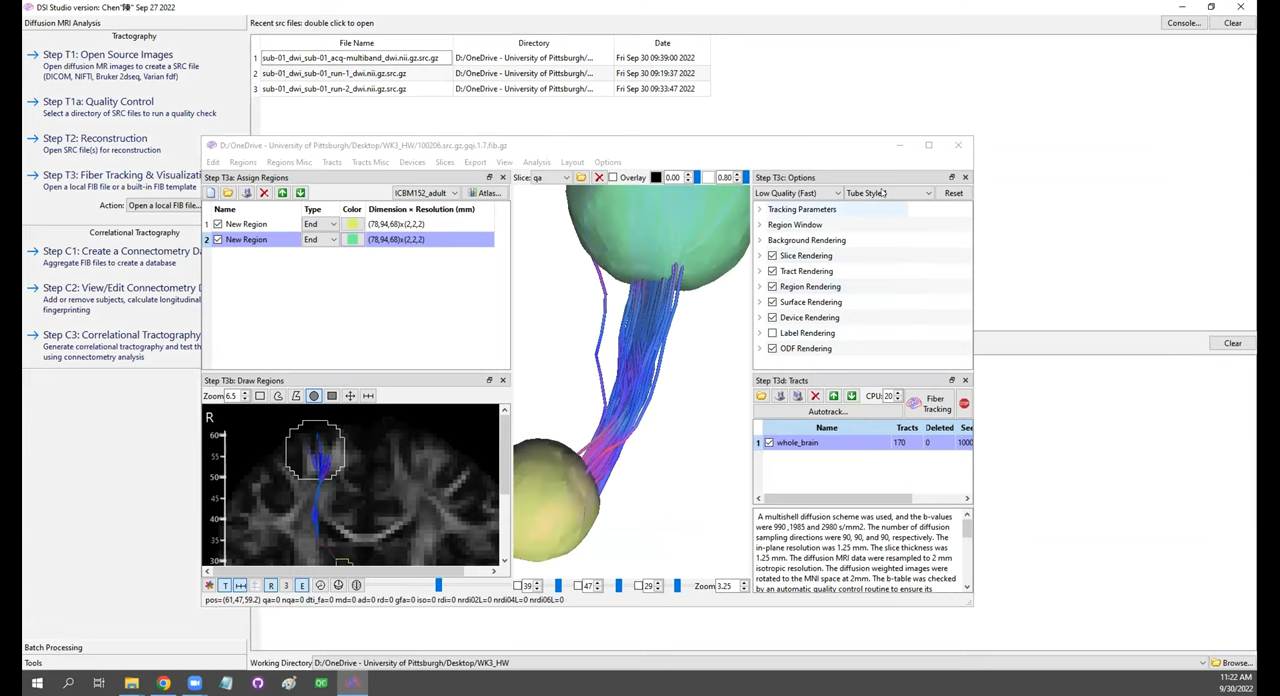 DSI Studio version: Chen"陳" Sep 27 2022
Diffusion MRI Analysis
Tractography
Step T1: Open Source Images
Open diffusion MR images to create a SRC file
(DICOM, NIFTI, Bruker 2dseq, Varian fdf)
Step T1a: Quality Control
Select a directory of SRC files to run a quality check
Step T2: Reconstruction
Open SRC file(s) for reconstruction
Step T3: Fiber Tracking & Visualizati
Open a local FIB file or a built-in FIB template
Action: Open a local FIB file...
Correlational Tractography
Step C1: Create a Connectometry Da
Aggregate FIB files to create a database
Step C2: View/Edit Connectometry D
Add or remove subjects, calculate longitudinal
fingerprinting
Step C3: Correlational Tractography
Generate correlational tractography and test th
using connectometry analysis
Batch Processing
Tools
Recent src files: double click to open
Console...
Clear
File Name Directory Date
1 sub-01_dwi_sub-01_acq-multiband_dwi.nii.gz.src.gz D:/OneDrive - University of Pittsburgh/... Fri Sep 30 09:39:00 2022
2 sub-01_dwi_sub-01_run-1_dwi.nii.gz.src.gz D:/OneDrive - University of Pittsburgh/... Fri Sep 30 09:19:37 2022
3 sub-01_dwi_sub-01_run-2_dwi.nii.gz.src.gz D:/OneDrive - University of Pittsburgh/... Fri Sep 30 09:33:47 2022
D:/OneDrive - University of Pittsburgh/Desktop/WK3_HW/100206.src.gz.gqi.1.7.fib.gz
Edit Regions Regions Misc Tracts Tracts Misc Devices Slices Export View Analysis Layout Options
Step T3a: Assign Regions
ICBM152_adult Atlas...
Name Type Color Dimension × Resolution (mm)
1 New Region End (78,94,68)x(2,2,2)
2 New Region End (78,94,68)x(2,2,2)
Step T3b: Draw Regions
Zoom 6.5
R
60
55
50
45
40
35
30
T R 3 E
pos=(61,47,59.2) qa=0 nqa=0 dti_fa=0 md=0 ad=0 rd=0 gfa=0 iso=0 rdi=0 nrdi02L=0 nrdi04L=0 nrdi06L=0
Slice: qa Overlay 0.00 0.80
39 47 29 Zoom 3.25
Step T3c: Options
Low Quality (Fast) Tube Style Reset
Tracking Parameters
Region Window
Background Rendering
Slice Rendering
Tract Rendering
Region Rendering
Surface Rendering
Device Rendering
Label Rendering
ODF Rendering
Step T3d: Tracts
CPU: 20 Fiber Tracking
Autotrack...
STOP
Name Tracts Deleted See
1 whole_brain 170 0 1000
A multishell diffusion scheme was used, and the b-values
were 990 ,1985 and 2980 s/mm2. The number of diffusion
sampling directions were 90, 90, and 90, respectively. The
in-plane resolution was 1.25 mm. The slice thickness was
1.25 mm. The diffusion MRI data were resampled to 2 mm
isotropic resolution. The diffusion weighted images were
rotated to the MNI space at 2mm. The b-table was checked
by an automatic quality control routine to ensure its
Clear
Working Directory D:/OneDrive - University of Pittsburgh/Desktop/WK3_HW
Browse...
11:22 AM
9/30/2022